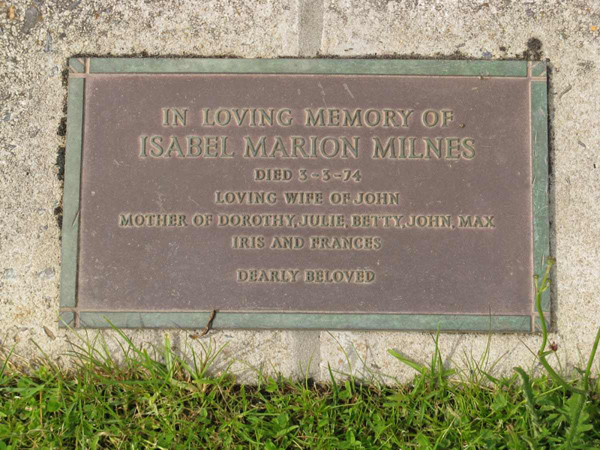 IN LOVING MEMORY OF
ISABEL MARION MILNES
DIED 3-3-74
LOVING WIFE OF JOHN
MOTHER OF DOROTHY, JULIE, BETTY, JOHN, MAX
IRIS AND FRANCES
DEARLY BELOVED